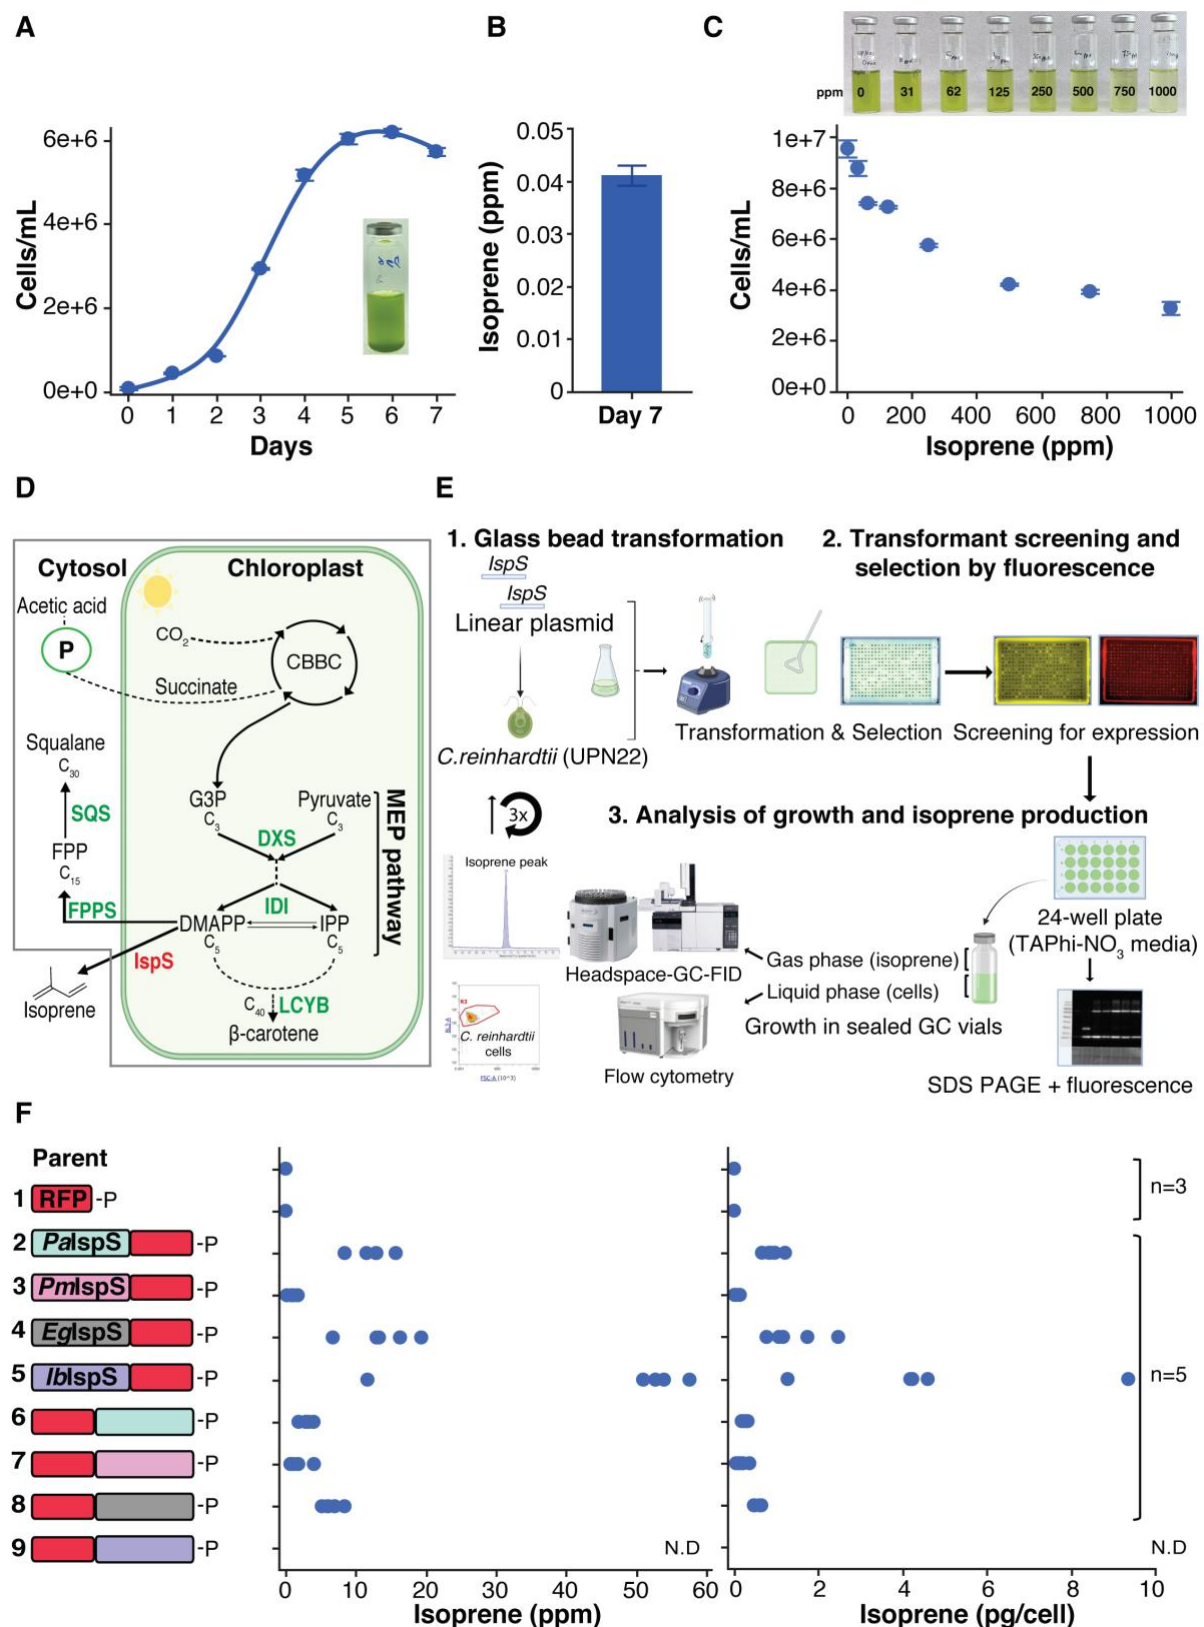 A
B
C
ppm 0 31 62 125 250 500 750 1000
Cells/mL
6e+6
4e+6
2e+6
0e+0
0 1 2 3 4 5 6 7
Days
Isoprene (ppm)
0.05
0.04
0.03
0.02
0.01
0
Day 7
Cells/mL
1e+7
8e+6
6e+6
4e+6
2e+6
0e+0
0 200 400 600 800 1000
Isoprene (ppm)
D
Cytosol
Chloroplast
Acetic acid
P
CO2
CBBC
Succinate
Squalane
C30
SQS
FPP
C15
FPPS
G3P
C3
Pyruvate
C3
DXS
MEP pathway
IDI
DMAPP
C5
IPP
C5
IspS
Isoprene
C40
LCYB
β-carotene
E
1. Glass bead transformation
IspS
IspS
Linear plasmid
C.reinhardtii (UPN22)
2. Transformant screening and
selection by fluorescence
Transformation & Selection
Screening for expression
3x
3. Analysis of growth and isoprene production
Isoprene peak
Headspace-GC-FID
C. reinhardtii
cells
Flow cytometry
Gas phase (isoprene)
Liquid phase (cells)
Growth in sealed GC vials
24-well plate
(TAPhi-NO3 media)
SDS PAGE + fluorescence
F
Parent
1 RFP -P
2 PaIspS -P
3 PmIspS -P
4 EgIspS -P
5 IbIspS -P
6 -P
7 -P
8 -P
9 -P
N.D
0 10 20 30 40 50 60
Isoprene (ppm)
n=3
n=5
N.D
0 2 4 6 8 10
Isoprene (pg/cell)